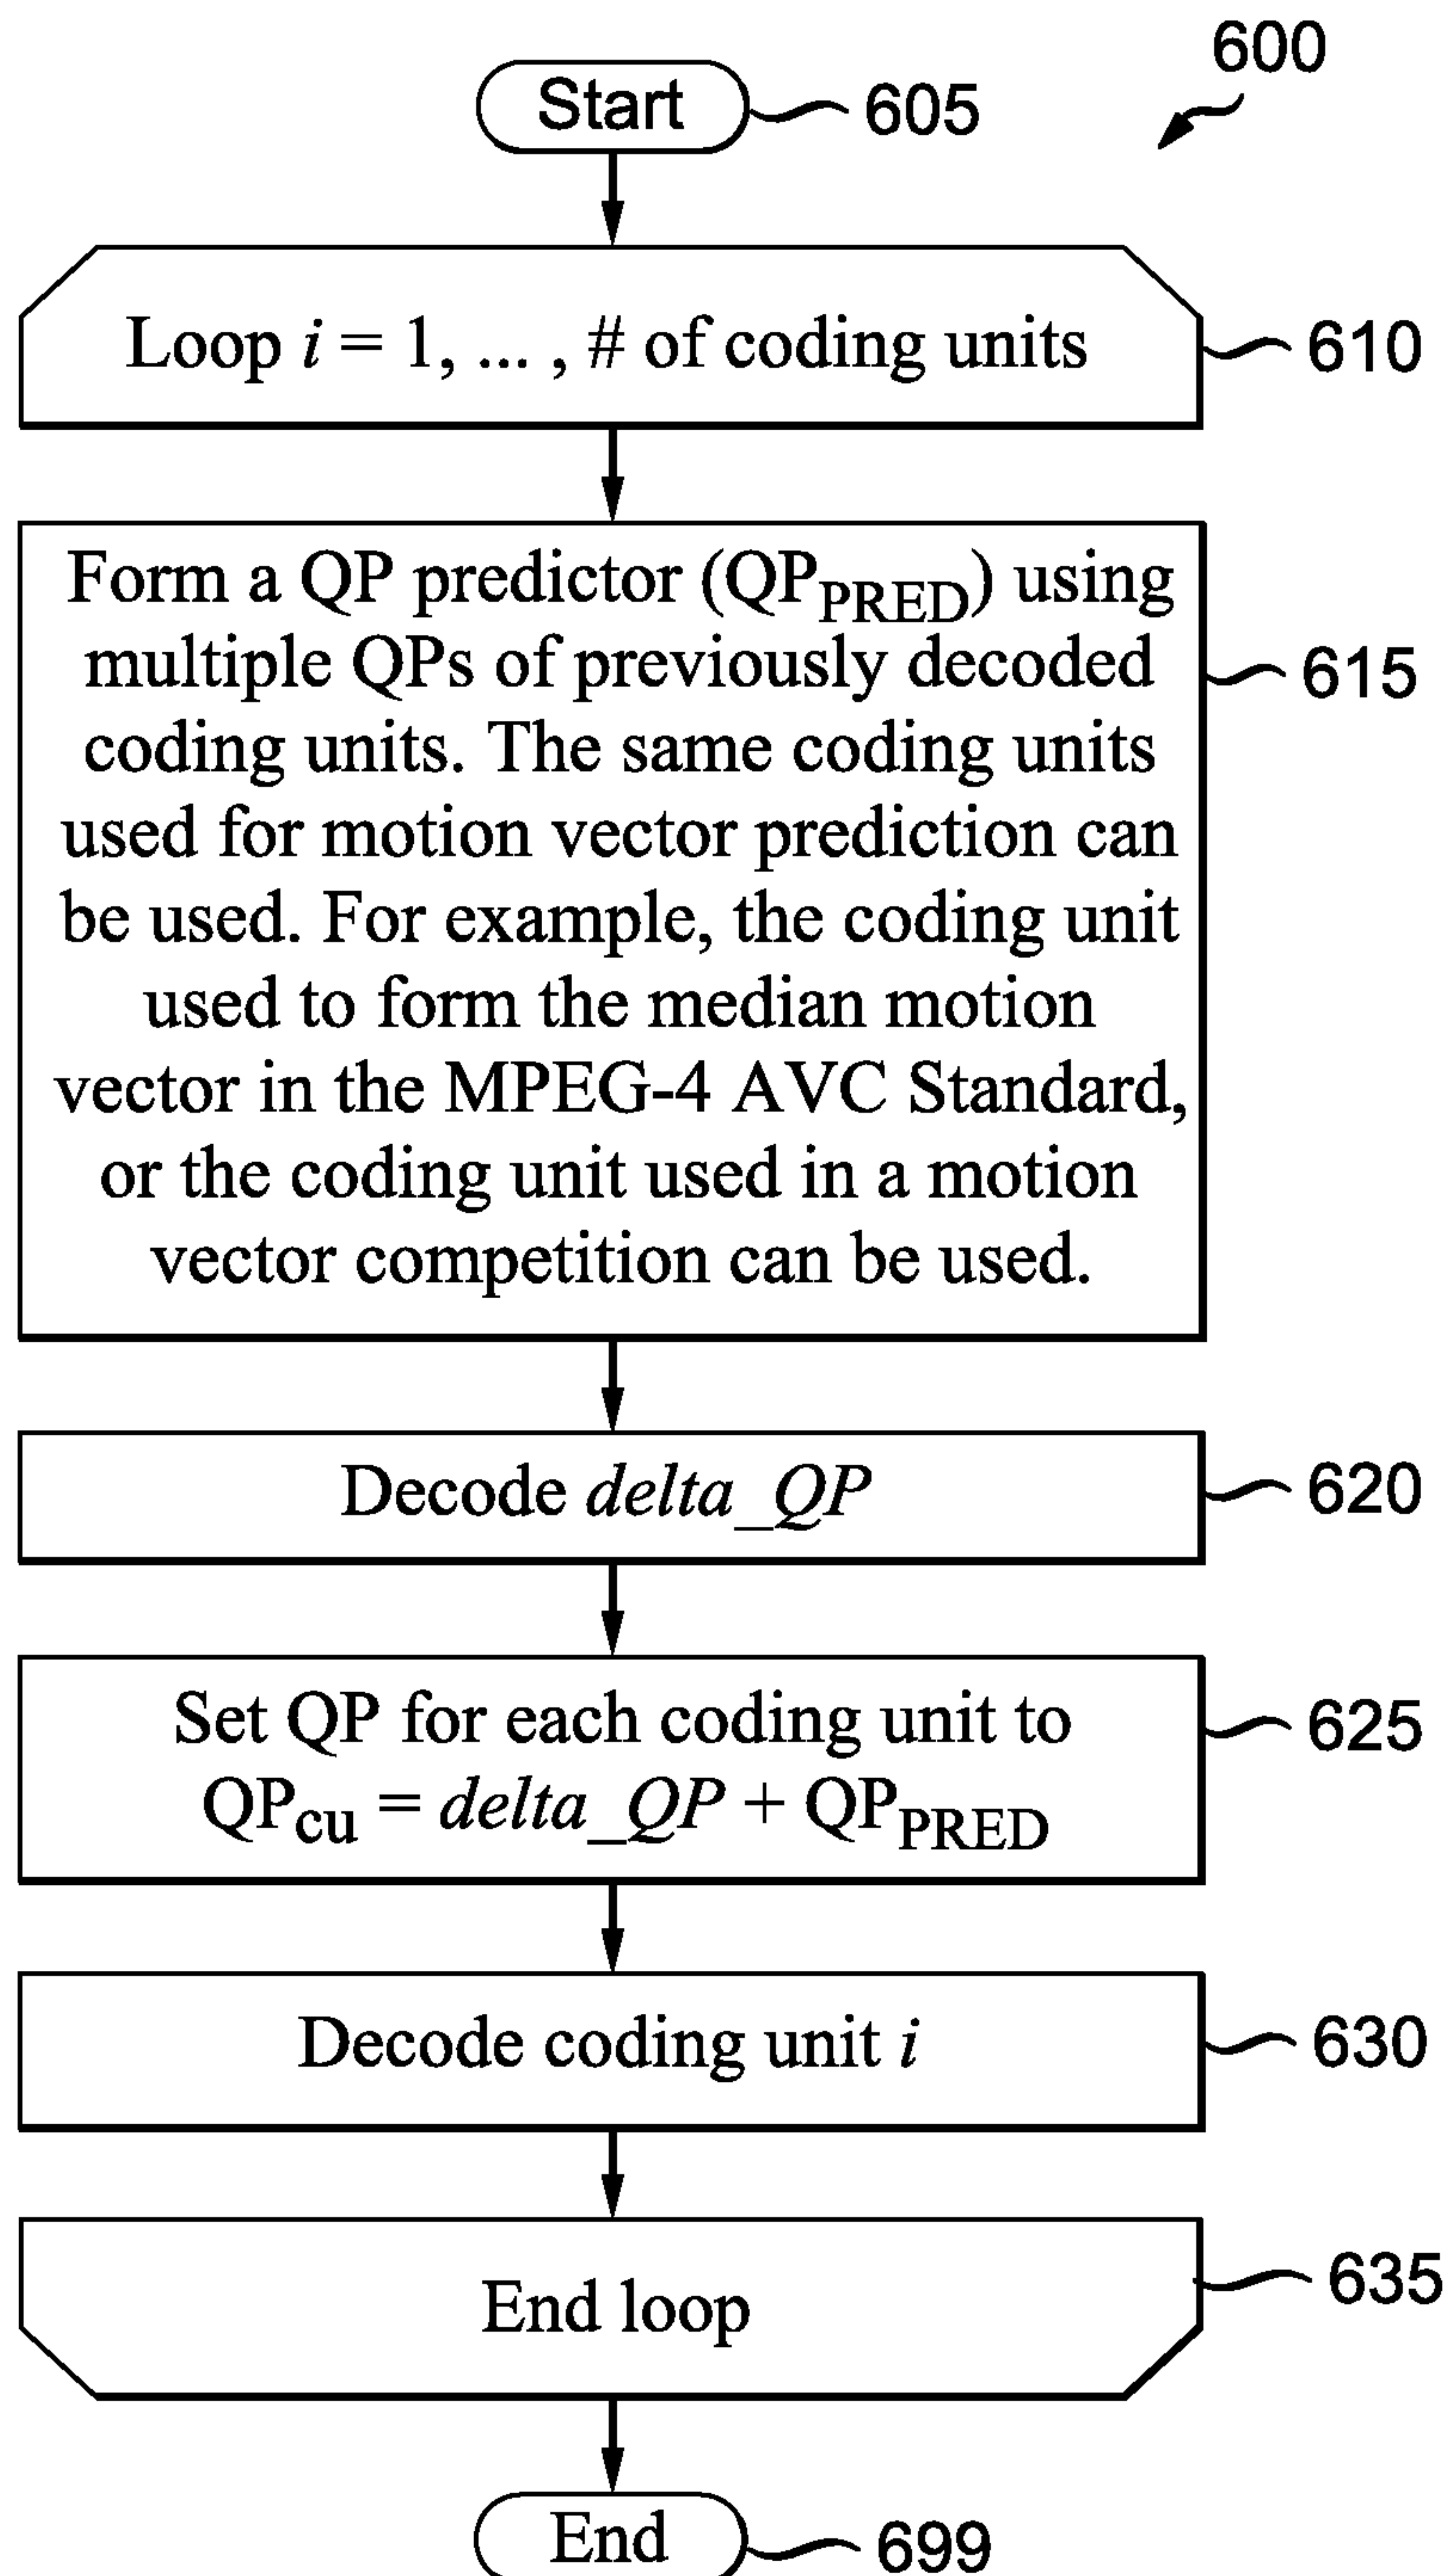 600
Start
605
Loop i = 1, ... , # of coding units
610
Form a QP predictor (QPPRED) using
multiple QPs of previously decoded
coding units. The same coding units
used for motion vector prediction can
be used. For example, the coding unit
used to form the median motion
vector in the MPEG-4 AVC Standard,
or the coding unit used in a motion
vector competition can be used.
615
Decode delta_QP
620
Set QP for each coding unit to
QPcu = delta_QP + QPPRED
625
Decode coding unit i
630
End loop
635
End
699